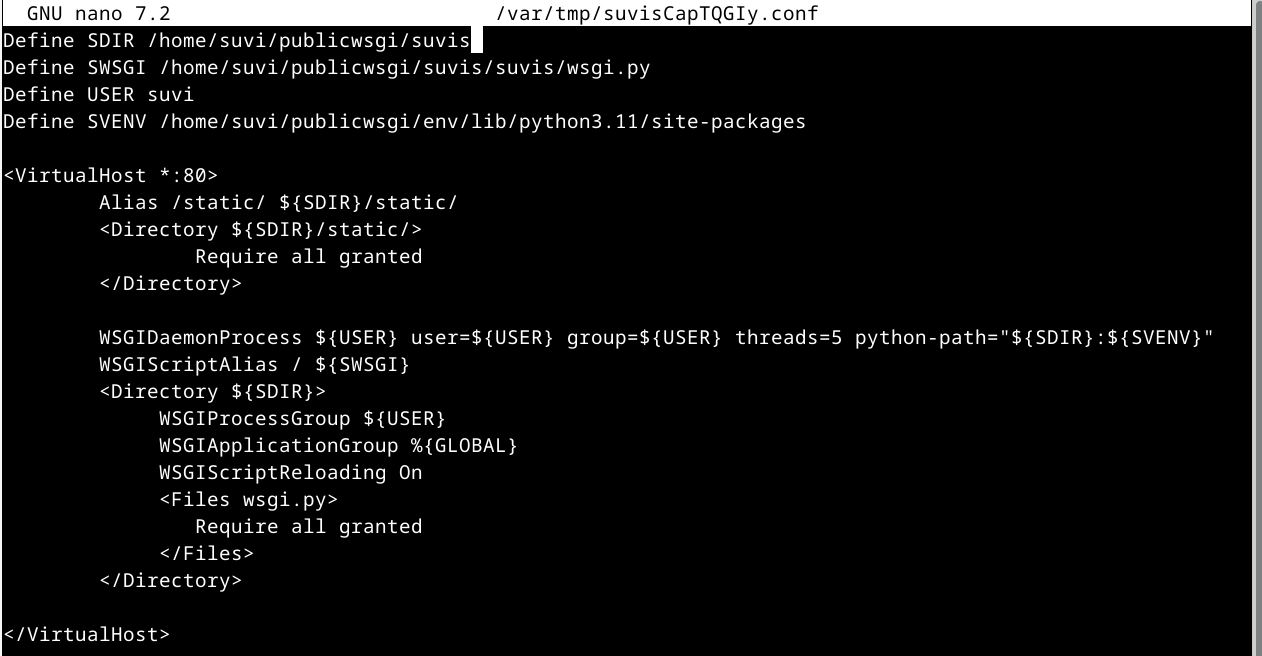 GNU nano 7.2 /var/tmp/suvisCapTQGIy.conf
Define SDIR /home/suvi/publicwsgi/suvis
Define SWSGI /home/suvi/publicwsgi/suvis/suvis/wsgi.py
Define USER suvi
Define SVENV /home/suvi/publicwsgi/env/lib/python3.11/site-packages
<VirtualHost *:80>
Alias /static/ ${SDIR}/static/
<Directory ${SDIR}/static/>
Require all granted
</Directory>
WSGIDaemonProcess ${USER} user=${USER} group=${USER} threads=5 python-path="${SDIR}:${SVENV}"
WSGIScriptAlias / ${SWSGI}
<Directory ${SDIR}>
WSGIProcessGroup ${USER}
WSGIApplicationGroup %{GLOBAL}
WSGIScriptReloading On
<Files wsgi.py>
Require all granted
</Files>
</Directory>
</VirtualHost>